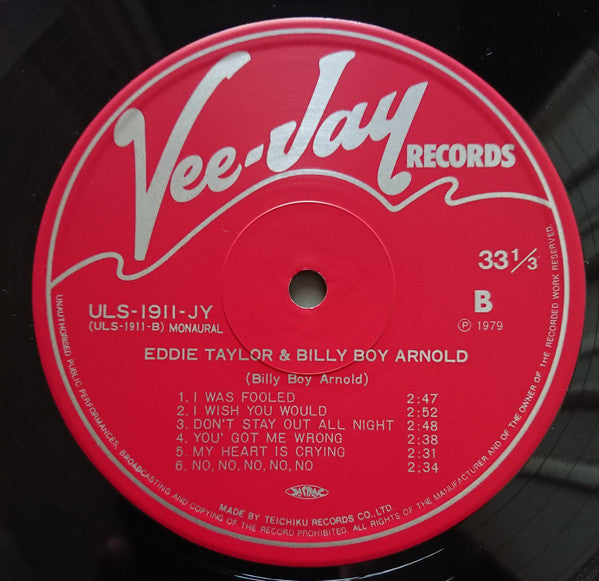 Vee-Jay
RECORDS
33 1/3
ULS-1911-JY
(ULS-1911-B) MONAURAL
B
Ⓟ 1979
EDDIE TAYLOR & BILLY BOY ARNOLD
(Billy Boy Arnold)
1. I WAS FOOLED 2:47
2. I WISH YOU WOULD 2:52
3. DON'T STAY OUT ALL NIGHT 2:48
4. YOU' GOT ME WRONG 2:38
5. MY HEART IS CRYING 2:31
6. NO, NO, NO, NO, NO 2:34
JASRAC
MADE BY TEICHIKU RECORDS CO., LTD.
UNAUTHORISED PUBLIC PERFORMANCES, BROADCASTING AND COPYING OF THE RECORD PROHIBITED. ALL RIGHTS OF THE MANUFACTURER AND OF THE OWNER OF THE RECORDED WORK RESERVED.